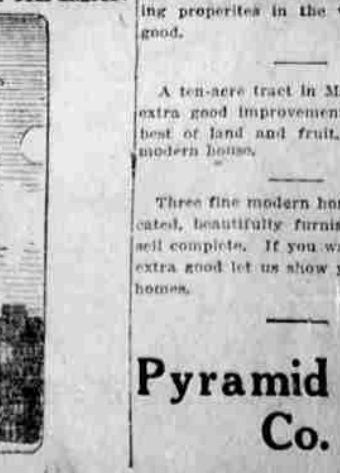 ing properites in the
good.
A ten-acre tract in M
extra good improvement
best of land and fruit.
modern house.
Three fine modern ho
cated, beautifully furnis
sell complete. If you wa
extra good let us show y
homes.
Pyramid
Co.